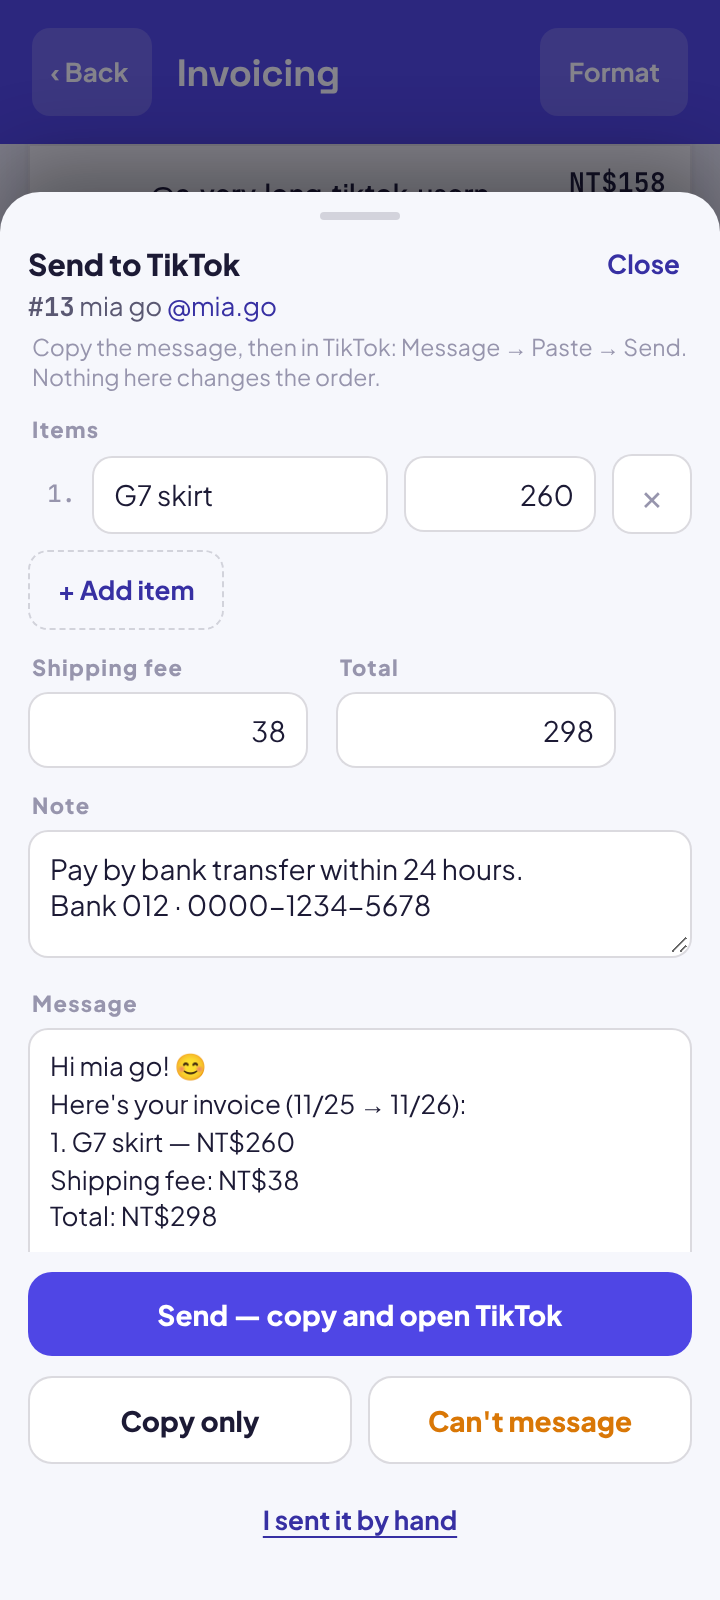 ‹ Back
Invoicing
Format
NT$158
Send to TikTok
Close
#13 mia go @mia.go
Copy the message, then in TikTok: Message → Paste → Send.
Nothing here changes the order.
Items
1.
G7 skirt
260
×
+ Add item
Shipping fee
Total
38
298
Note
Pay by bank transfer within 24 hours.
Bank 012 · 0000–1234–5678
Message
Hi mia go! 😊
Here's your invoice (11/25 → 11/26):
1. G7 skirt — NT$260
Shipping fee: NT$38
Total: NT$298
Send — copy and open TikTok
Copy only
Can't message
I sent it by hand